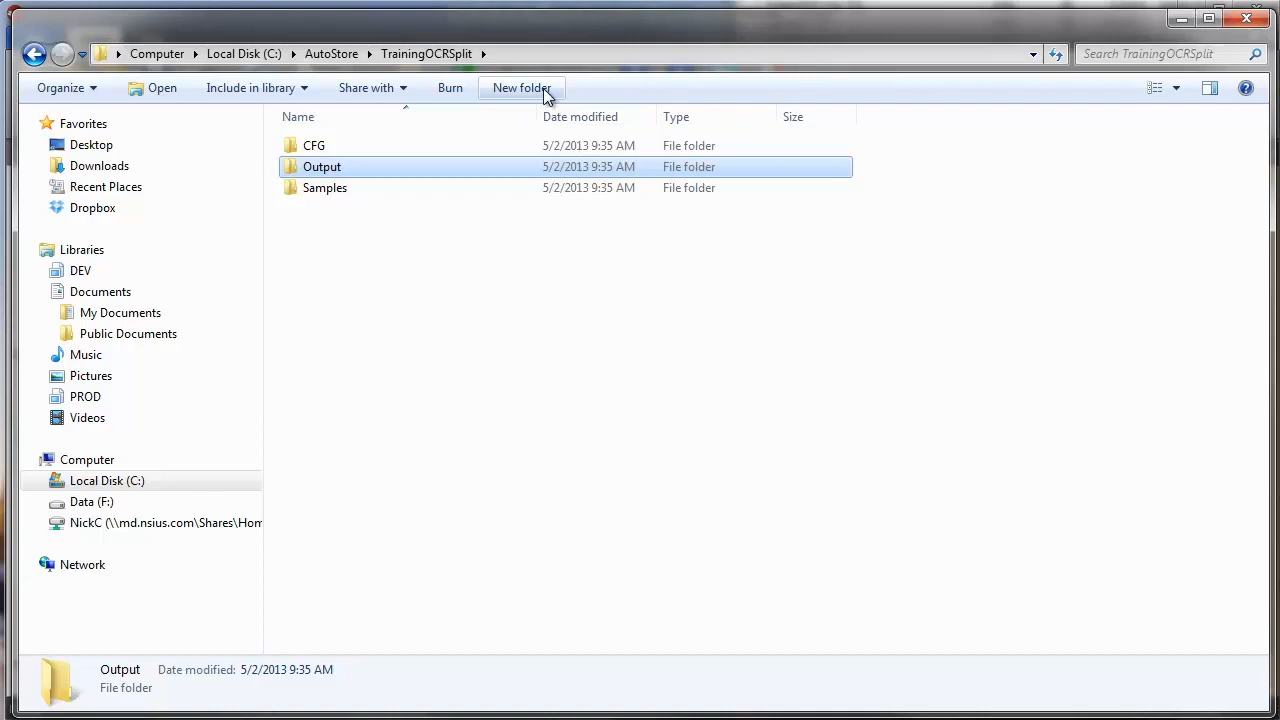 Computer Local Disk (C:) AutoStore TrainingOCRSplit Search TrainingOCRSplit
Organize Open Include in library Share with Burn New folder
Name Date modified Type Size
CFG 5/2/2013 9:35 AM File folder
Output 5/2/2013 9:35 AM File folder
Samples 5/2/2013 9:35 AM File folder
Favorites
Desktop
Downloads
Recent Places
Dropbox
Libraries
DEV
Documents
My Documents
Public Documents
Music
Pictures
PROD
Videos
Computer
Local Disk (C:)
Data (F:)
NickC (\\md.nsius.com\Shares\Hom
Network
Output Date modified: 5/2/2013 9:35 AM
File folder